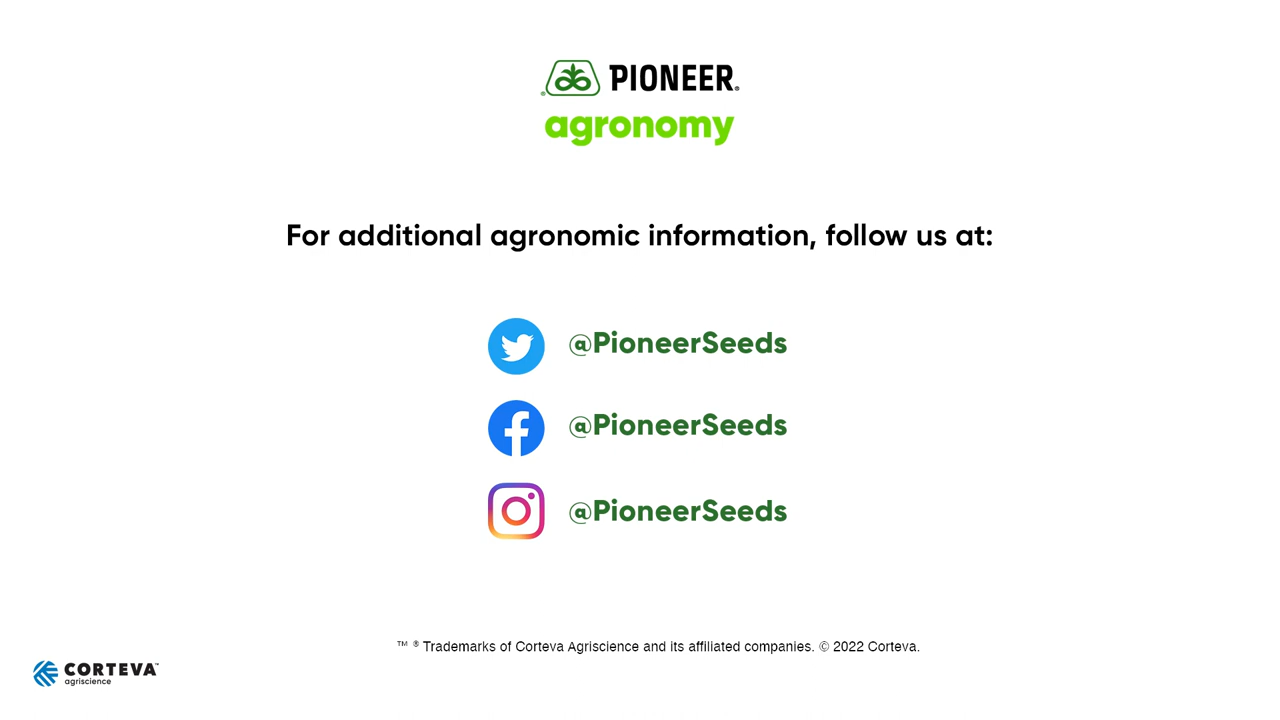 PIONEER®
agronomy
For additional agronomic information, follow us at:
@PioneerSeeds
@PioneerSeeds
@PioneerSeeds
™ ® Trademarks of Corteva Agriscience and its affiliated companies. © 2022 Corteva.
CORTEVA™
agriscience